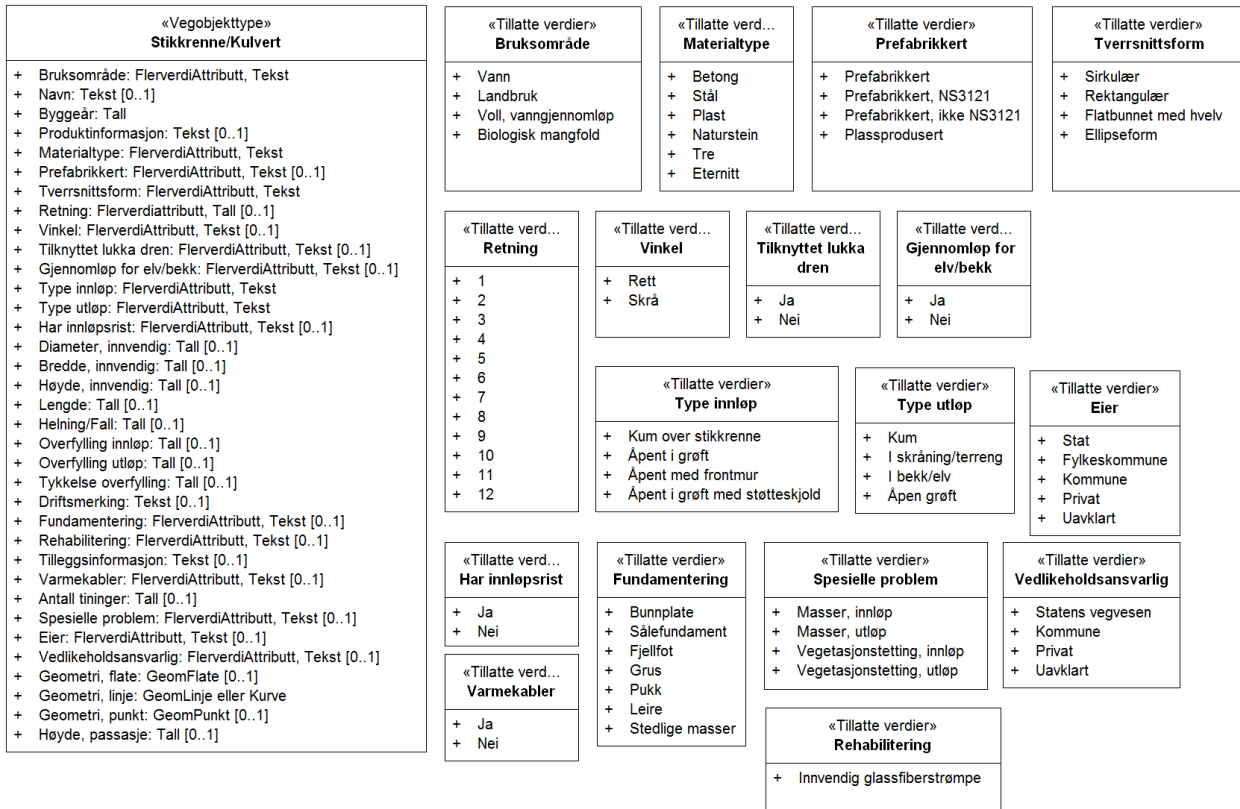 «Vegobjekttype»
Stikkrenne/Kulvert
+ Bruksområde: FlerverdiAttributt, Tekst
+ Navn: Tekst [0..1]
+ Byggeår: Tall
+ Produktinformasjon: Tekst [0..1]
+ Materialtype: FlerverdiAttributt, Tekst
+ Prefabrikkert: FlerverdiAttributt, Tekst [0..1]
+ Tverrsnittsform: FlerverdiAttributt, Tekst
+ Retning: Flerverdiattributt, Tall [0..1]
+ Vinkel: FlerverdiAttributt, Tekst [0..1]
+ Tilknyttet lukka dren: FlerverdiAttributt, Tekst [0..1]
+ Gjennomløp for elv/bekk: FlerverdiAttributt, Tekst [0..1]
+ Type innløp: FlerverdiAttributt, Tekst
+ Type utløp: FlerverdiAttributt, Tekst
+ Har innløpsrist: FlerverdiAttributt, Tekst [0..1]
+ Diameter, innvendig: Tall [0..1]
+ Bredde, innvendig: Tall [0..1]
+ Høyde, innvendig: Tall [0..1]
+ Lengde: Tall [0..1]
+ Helning/Fall: Tall [0..1]
+ Overfylling innløp: Tall [0..1]
+ Overfylling utløp: Tall [0..1]
+ Tykkelse overfylling: Tall [0..1]
+ Driftsmerking: Tekst [0..1]
+ Fundamentering: FlerverdiAttributt, Tekst [0..1]
+ Rehabilitering: FlerverdiAttributt, Tekst [0..1]
+ Tilleggsinformasjon: Tekst [0..1]
+ Varmekabler: FlerverdiAttributt, Tekst [0..1]
+ Antall tininger: Tall [0..1]
+ Spesielle problem: FlerverdiAttributt, Tekst [0..1]
+ Eier: FlerverdiAttributt, Tekst [0..1]
+ Vedlikeholdsansvarlig: FlerverdiAttributt, Tekst [0..1]
+ Geometri, flate: GeomFlate [0..1]
+ Geometri, linje: GeomLinje eller Kurve
+ Geometri, punkt: GeomPunkt [0..1]
+ Høyde, passasje: Tall [0..1]
«Tillatte verdier»
Bruksområde
+ Vann
+ Landbruk
+ Voll, vanngjennomløp
+ Biologisk mangfold
«Tillatte verd...
Materialtype
+ Betong
+ Stål
+ Plast
+ Naturstein
+ Tre
+ Eternitt
«Tillatte verdier»
Prefabrikkert
+ Prefabrikkert
+ Prefabrikkert, NS3121
+ Prefabrikkert, ikke NS3121
+ Plassprodusert
«Tillatte verdier»
Tverrsnittsform
+ Sirkulær
+ Rektangulær
+ Flatbunnet med hvelv
+ Ellipseform
«Tillatte verd...
Retning
+ 1
+ 2
+ 3
+ 4
+ 5
+ 6
+ 7
+ 8
+ 9
+ 10
+ 11
+ 12
«Tillatte verd...
Vinkel
+ Rett
+ Skrå
«Tillatte verd...
Tilknyttet lukka
dren
+ Ja
+ Nei
«Tillatte verdier»
Gjennomløp for
elv/bekk
+ Ja
+ Nei
«Tillatte verdier»
Type innløp
+ Kum over stikkrenne
+ Åpent i grøft
+ Åpent med frontmur
+ Åpent i grøft med støtteskjold
«Tillatte verdier»
Type utløp
+ Kum
+ I skråning/terreng
+ I bekk/elv
+ Åpen grøft
«Tillatte verdier»
Eier
+ Stat
+ Fylkeskommune
+ Kommune
+ Privat
+ Uavklart
«Tillatte verd...
Har innløpsrist
+ Ja
+ Nei
«Tillatte verd...
Varmekabler
+ Ja
+ Nei
«Tillatte verdier»
Fundamentering
+ Bunnplate
+ Sålefundament
+ Fjellfot
+ Grus
+ Pukk
+ Leire
+ Stedlige masser
«Tillatte verdier»
Spesielle problem
+ Masser, innløp
+ Masser, utløp
+ Vegetasjonstetting, innløp
+ Vegetasjonstetting, utløp
«Tillatte verdier»
Vedlikeholdsansvarlig
+ Statens vegvesen
+ Kommune
+ Privat
+ Uavklart
«Tillatte verdier»
Rehabilitering
+ Innvendig glassfiberstrømpe